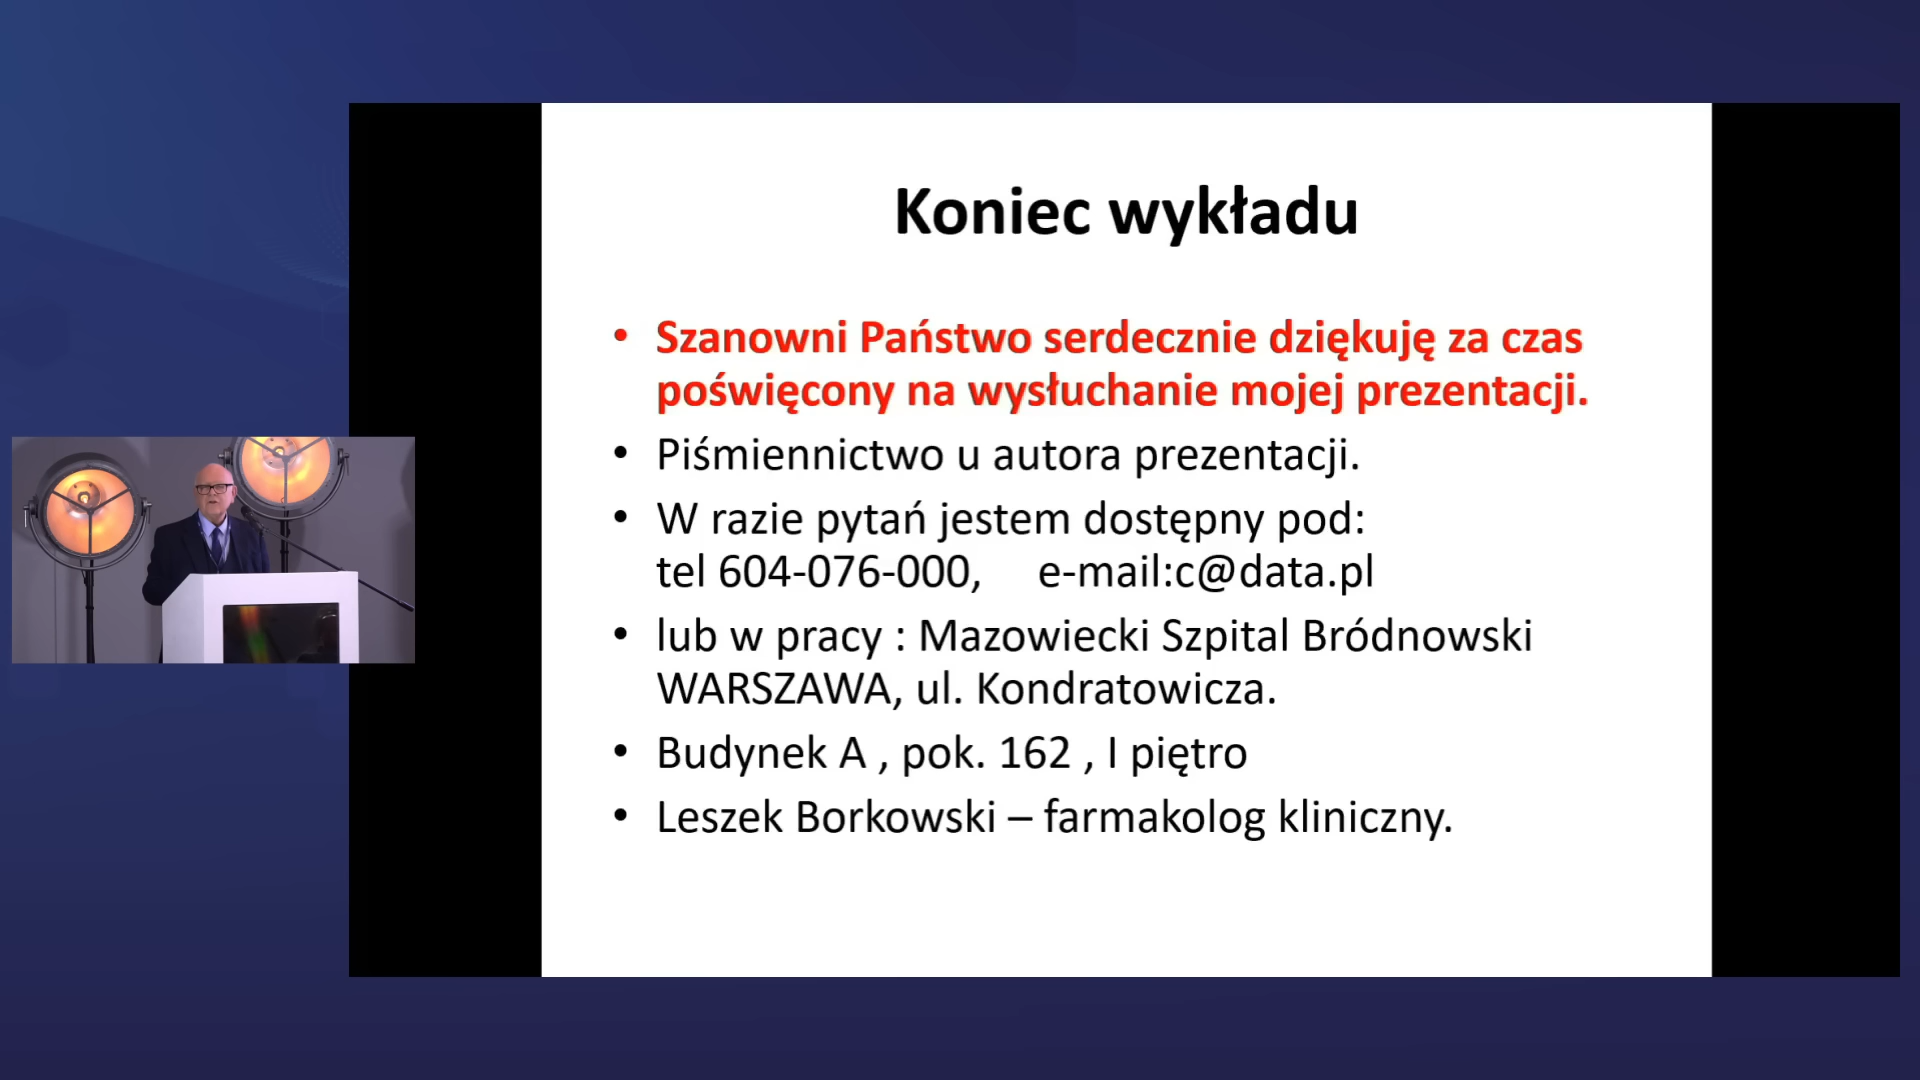 Koniec wykładu
• Szanowni Państwo serdecznie dziękuję za czas
poświęcony na wysłuchanie mojej prezentacji.
• Piśmiennictwo u autora prezentacji.
• W razie pytań jestem dostępny pod:
tel 604-076-000, e-mail:c@data.pl
• lub w pracy : Mazowiecki Szpital Bródnowski
WARSZAWA, ul. Kondratowicza.
• Budynek A , pok. 162 , I piętro
• Leszek Borkowski – farmakolog kliniczny.